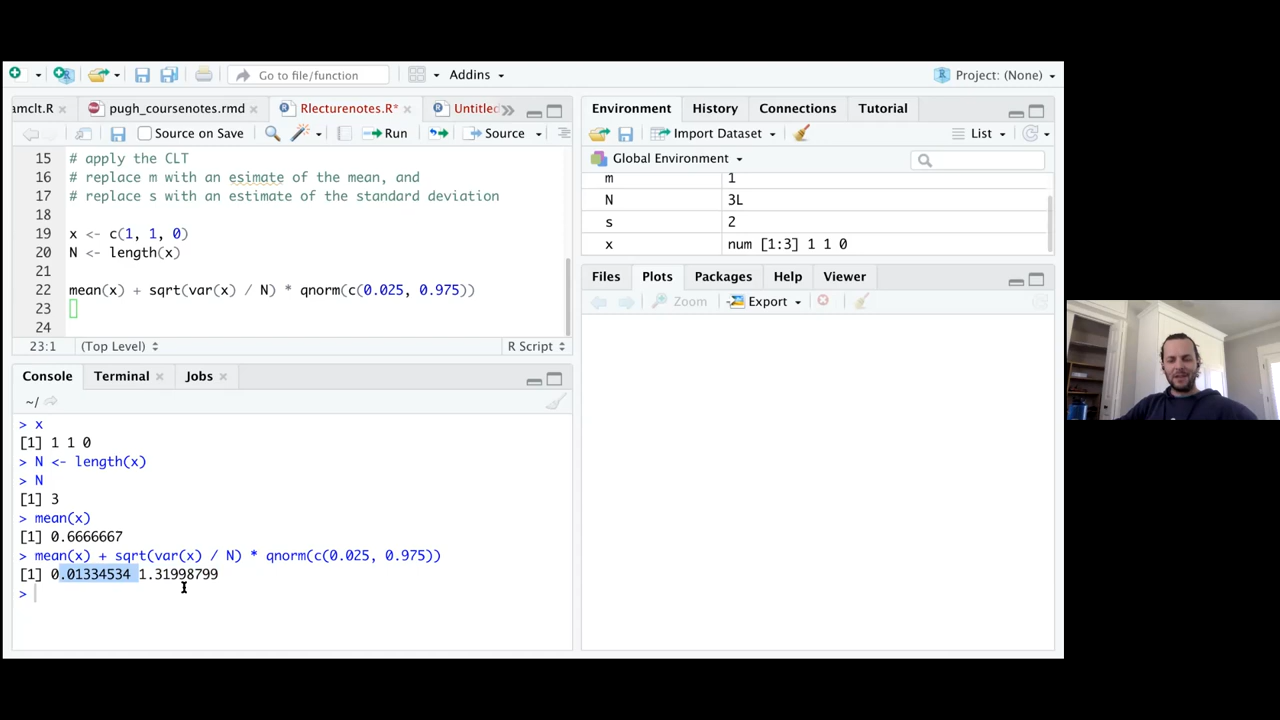 Go to file/function
Addins
Project: (None)
amclt.R
pugh_coursenotes.rmd
Rlecturenotes.R*
Untitle
Source on Save
Run
Source
15 # apply the CLT
16 # replace m with an esimate of the mean, and
17 # replace s with an estimate of the standard deviation
18
19 x <- c(1, 1, 0)
20 N <- length(x)
21
22 mean(x) + sqrt(var(x) / N) * qnorm(c(0.025, 0.975))
23
24
23:1 (Top Level) R Script
Console Terminal Jobs
~/
> x
[1] 1 1 0
> N <- length(x)
> N
[1] 3
> mean(x)
[1] 0.6666667
> mean(x) + sqrt(var(x) / N) * qnorm(c(0.025, 0.975))
[1] 0.01334534 1.31998799
>
Environment History Connections Tutorial
Import Dataset List
Global Environment
m 1
N 3L
s 2
x num [1:3] 1 1 0
Files Plots Packages Help Viewer
Zoom Export